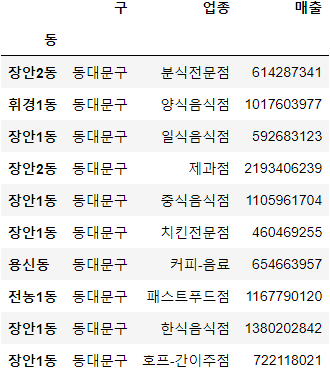 구 업종 매출
동
장안2동 동대문구 분식전문점 614287341
휘경1동 동대문구 양식음식점 1017603977
장안1동 동대문구 일식음식점 592683123
장안2동 동대문구 제과점 2193406239
장안1동 동대문구 중식음식점 1105961704
장안1동 동대문구 치킨전문점 460469255
용신동 동대문구 커피-음료 654663957
전농1동 동대문구 패스트푸드점 1167790120
장안1동 동대문구 한식음식점 1380202842
장안1동 동대문구 호프-간이주점 722118021